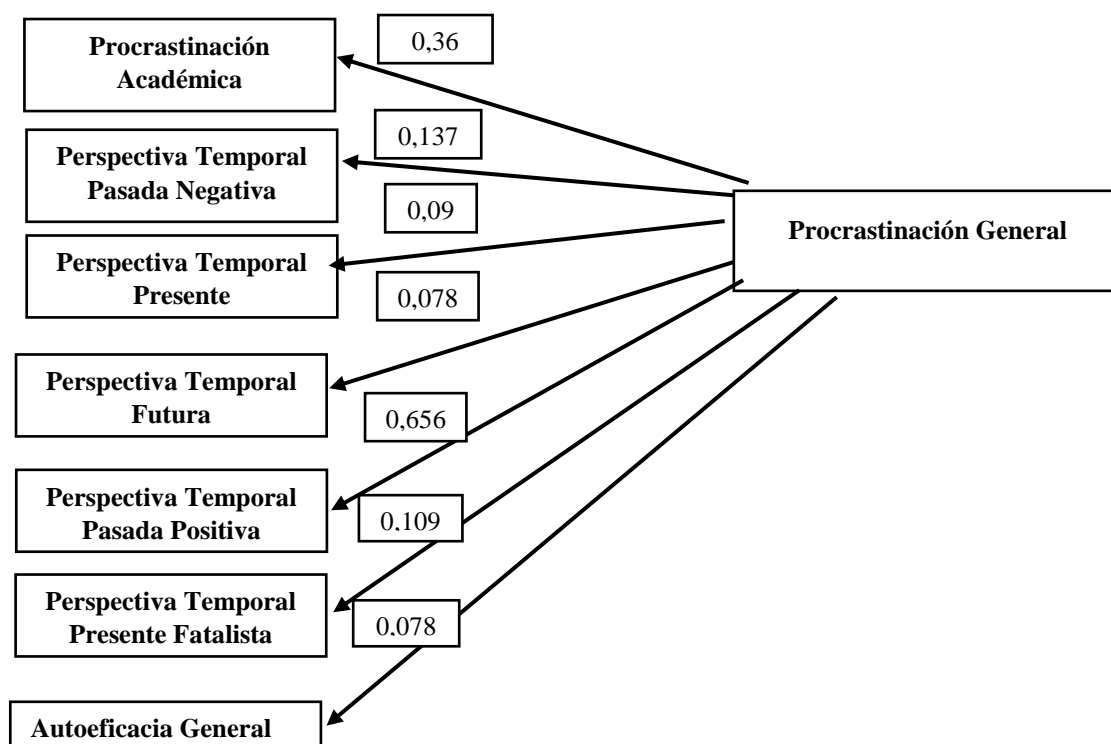 0,36
Procrastinación
Académica
0,137
Perspectiva Temporal
Pasada Negativa
0,09
Procrastinación General
Perspectiva Temporal
Presente
0,078
Perspectiva Temporal
Futura
0,656
Perspectiva Temporal
Pasada Positiva
0,109
Perspectiva Temporal
Presente Fatalista
0,078
Autoeficacia General